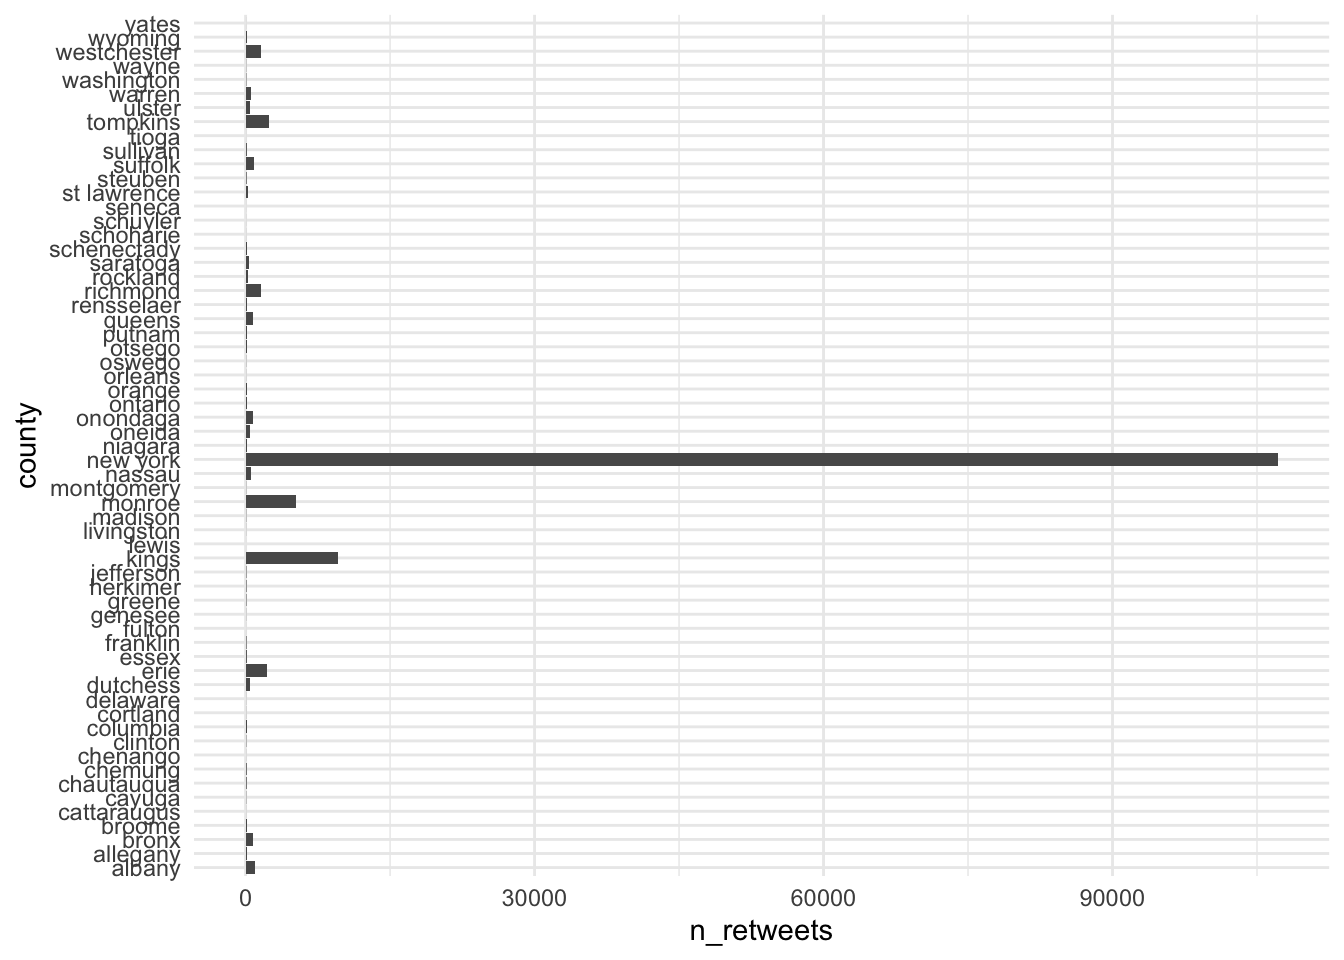 yates
wyoming
westchester
wayne
washington
warren
ulster
tompkins
tioga
sullivan
suffolk
steuben
st lawrence
seneca
schuyler
schoharie
schenectady
saratoga
rockland
richmond
rensselaer
queens
putnam
otsego
oswego
orleans
orange
ontario
onondaga
oneida
niagara
new york
nassau
montgomery
monroe
madison
livingston
lewis
kings
jefferson
herkimer
greene
genesee
fulton
franklin
essex
erie
dutchess
delaware
cortland
columbia
clinton
chenango
chemung
chautauqua
cayuga
cattaraugus
broome
bronx
allegany
albany
county
0 30000 60000 90000
n_retweets